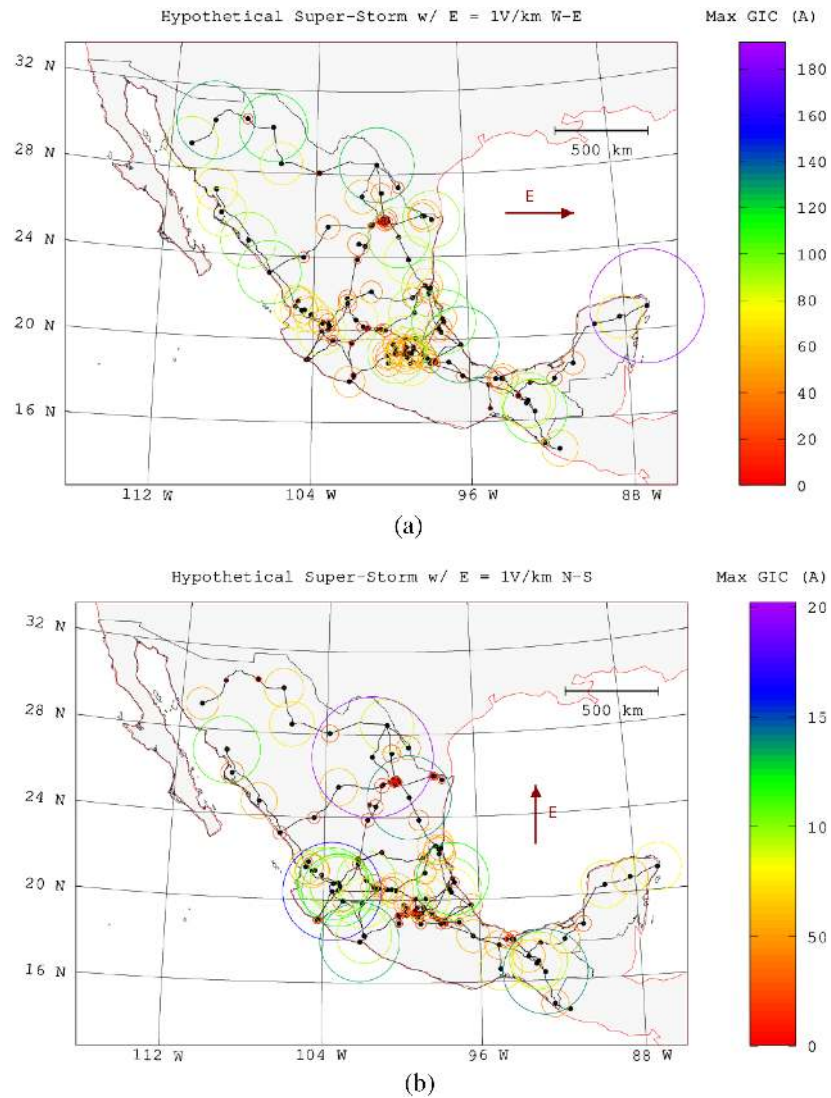 Hypothetical Super-Storm w/ E = 1V/km W-E
Max GIC (A)
32 N
28 N
24 N
20 N
16 N
112 W
104 W
96 W
88 W
500 km
E
180
160
140
120
100
80
60
40
20
0
(a)
Hypothetical Super-Storm w/ E = 1V/km N-S
Max GIC (A)
32 N
28 N
24 N
20 N
16 N
112 W
104 W
96 W
88 W
500 km
E
20
150
100
50
0
(b)